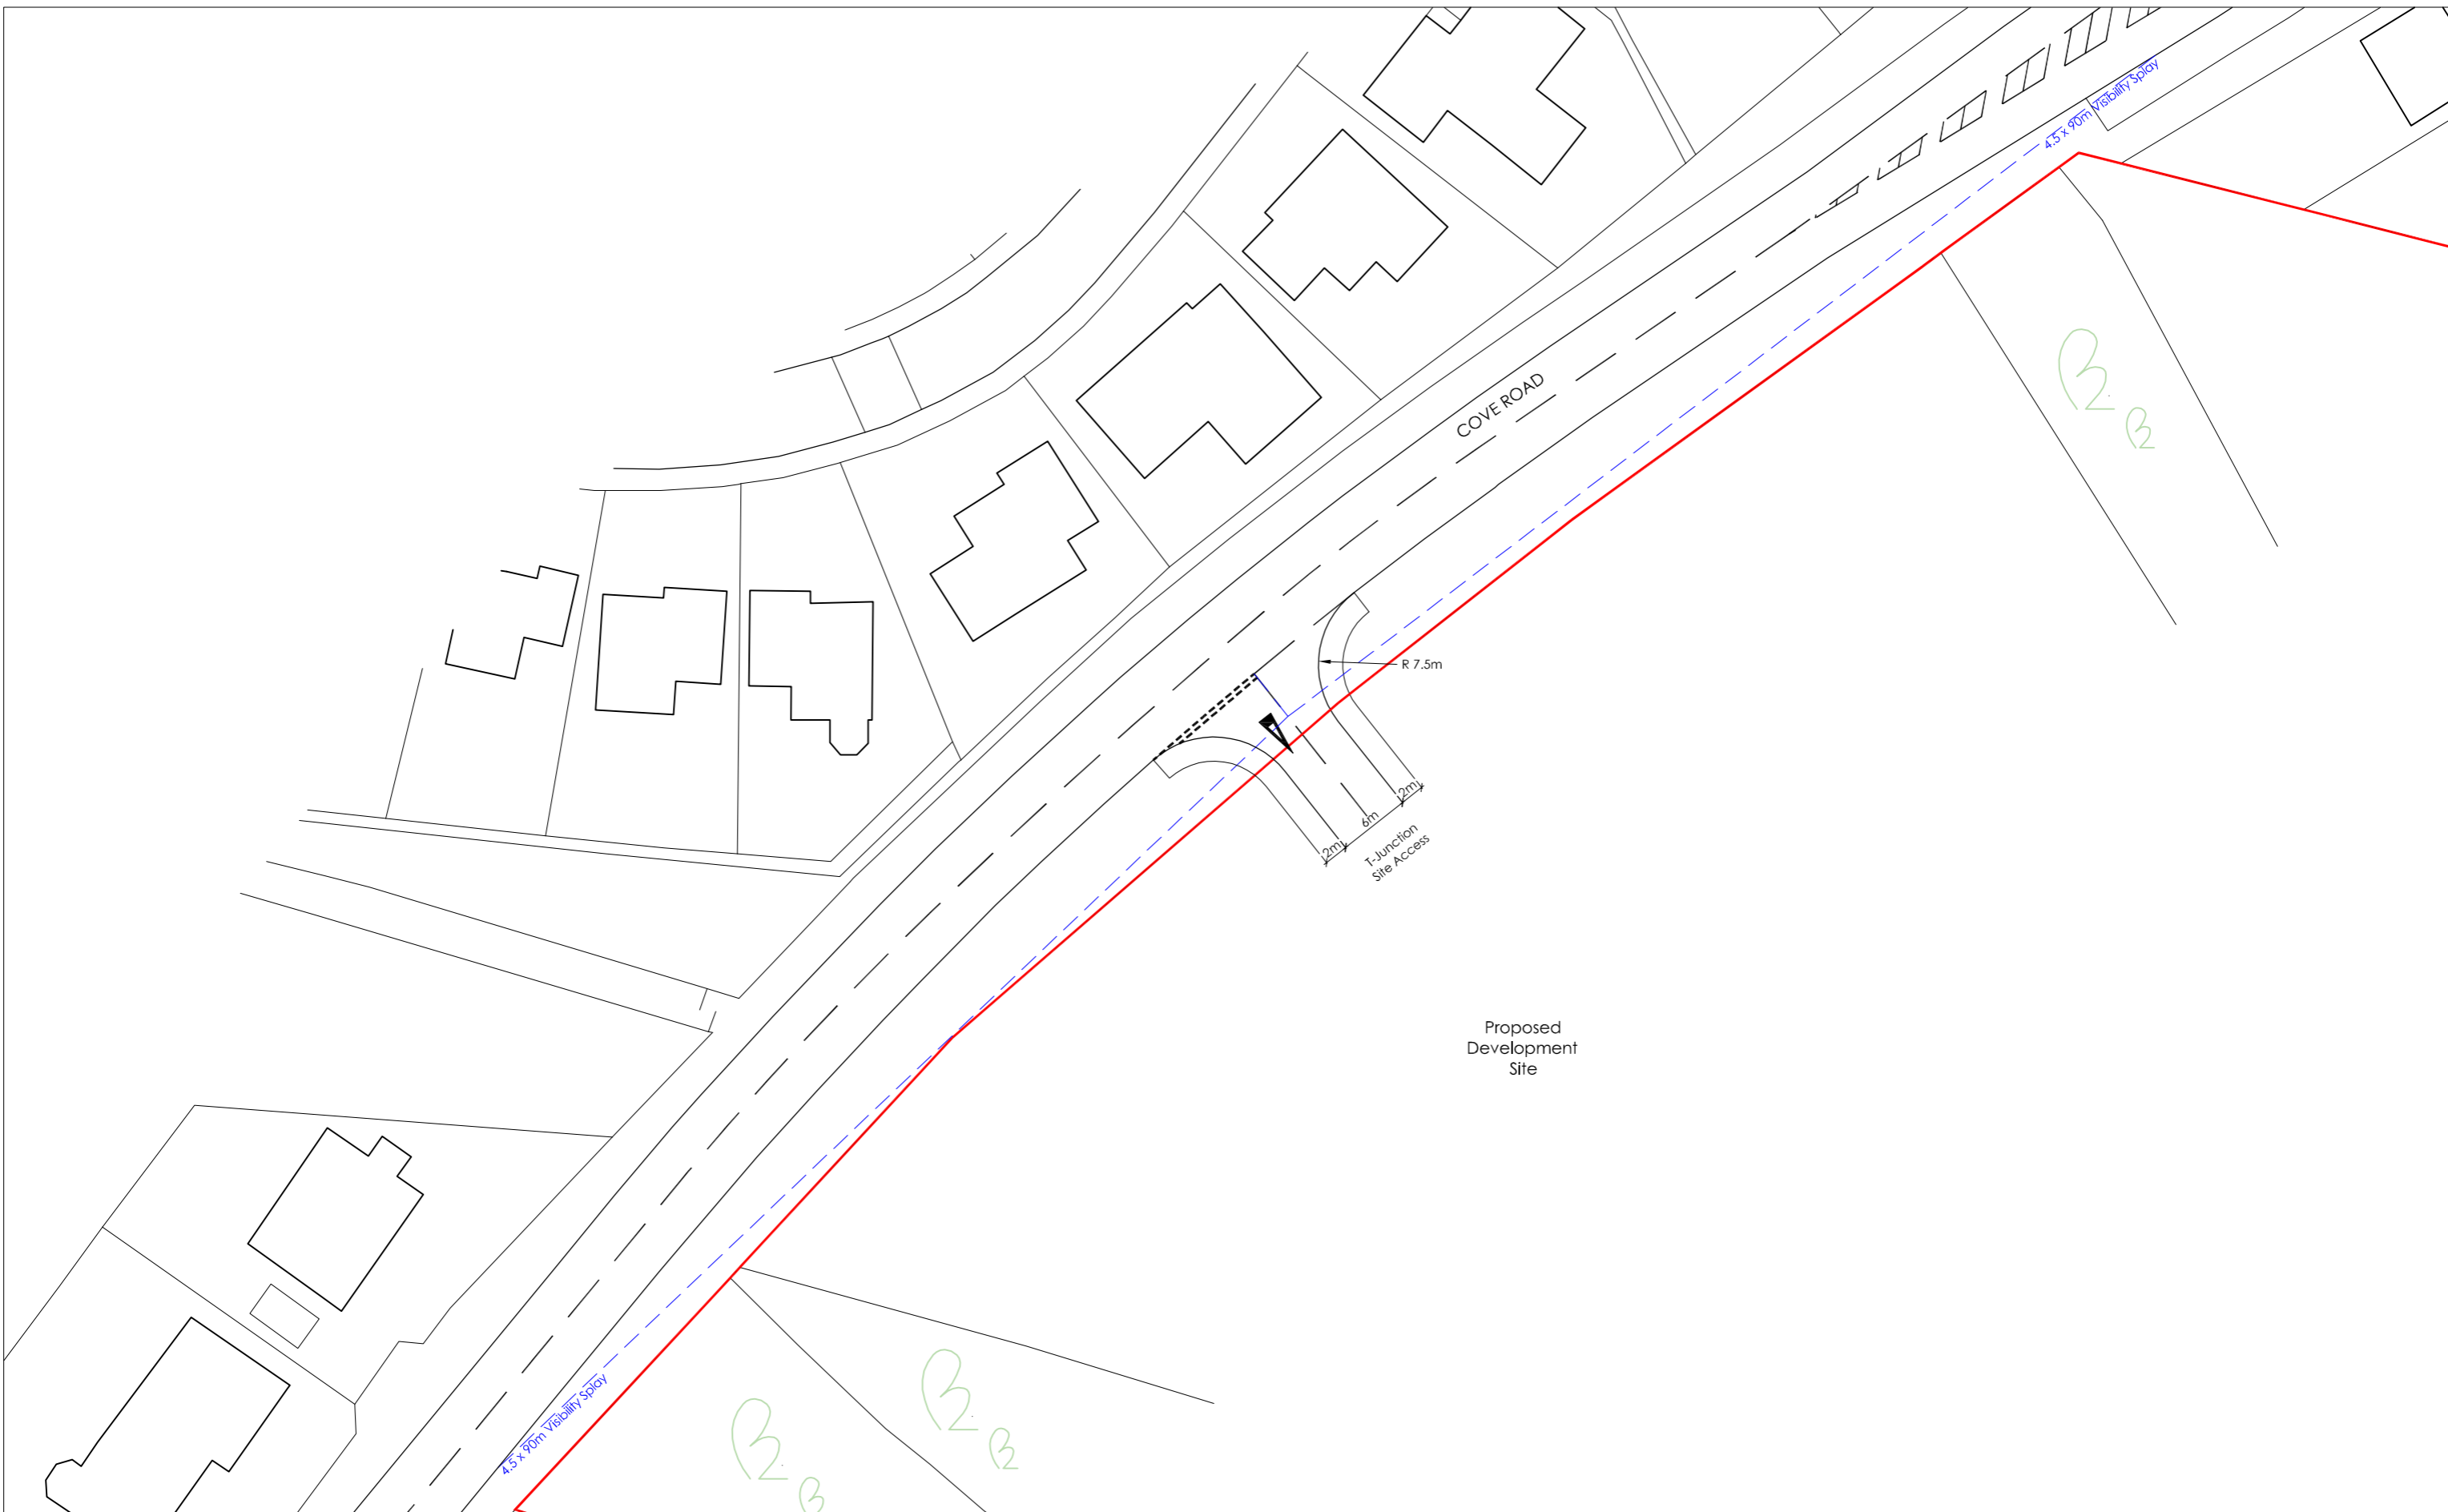 4.5 x 90m Visibility Splay
COVE ROAD
R 7.5m
2m
6m
2m
T-Junction
Site Access
Proposed
Development
Site
4.5 x 90m Visibility Splay